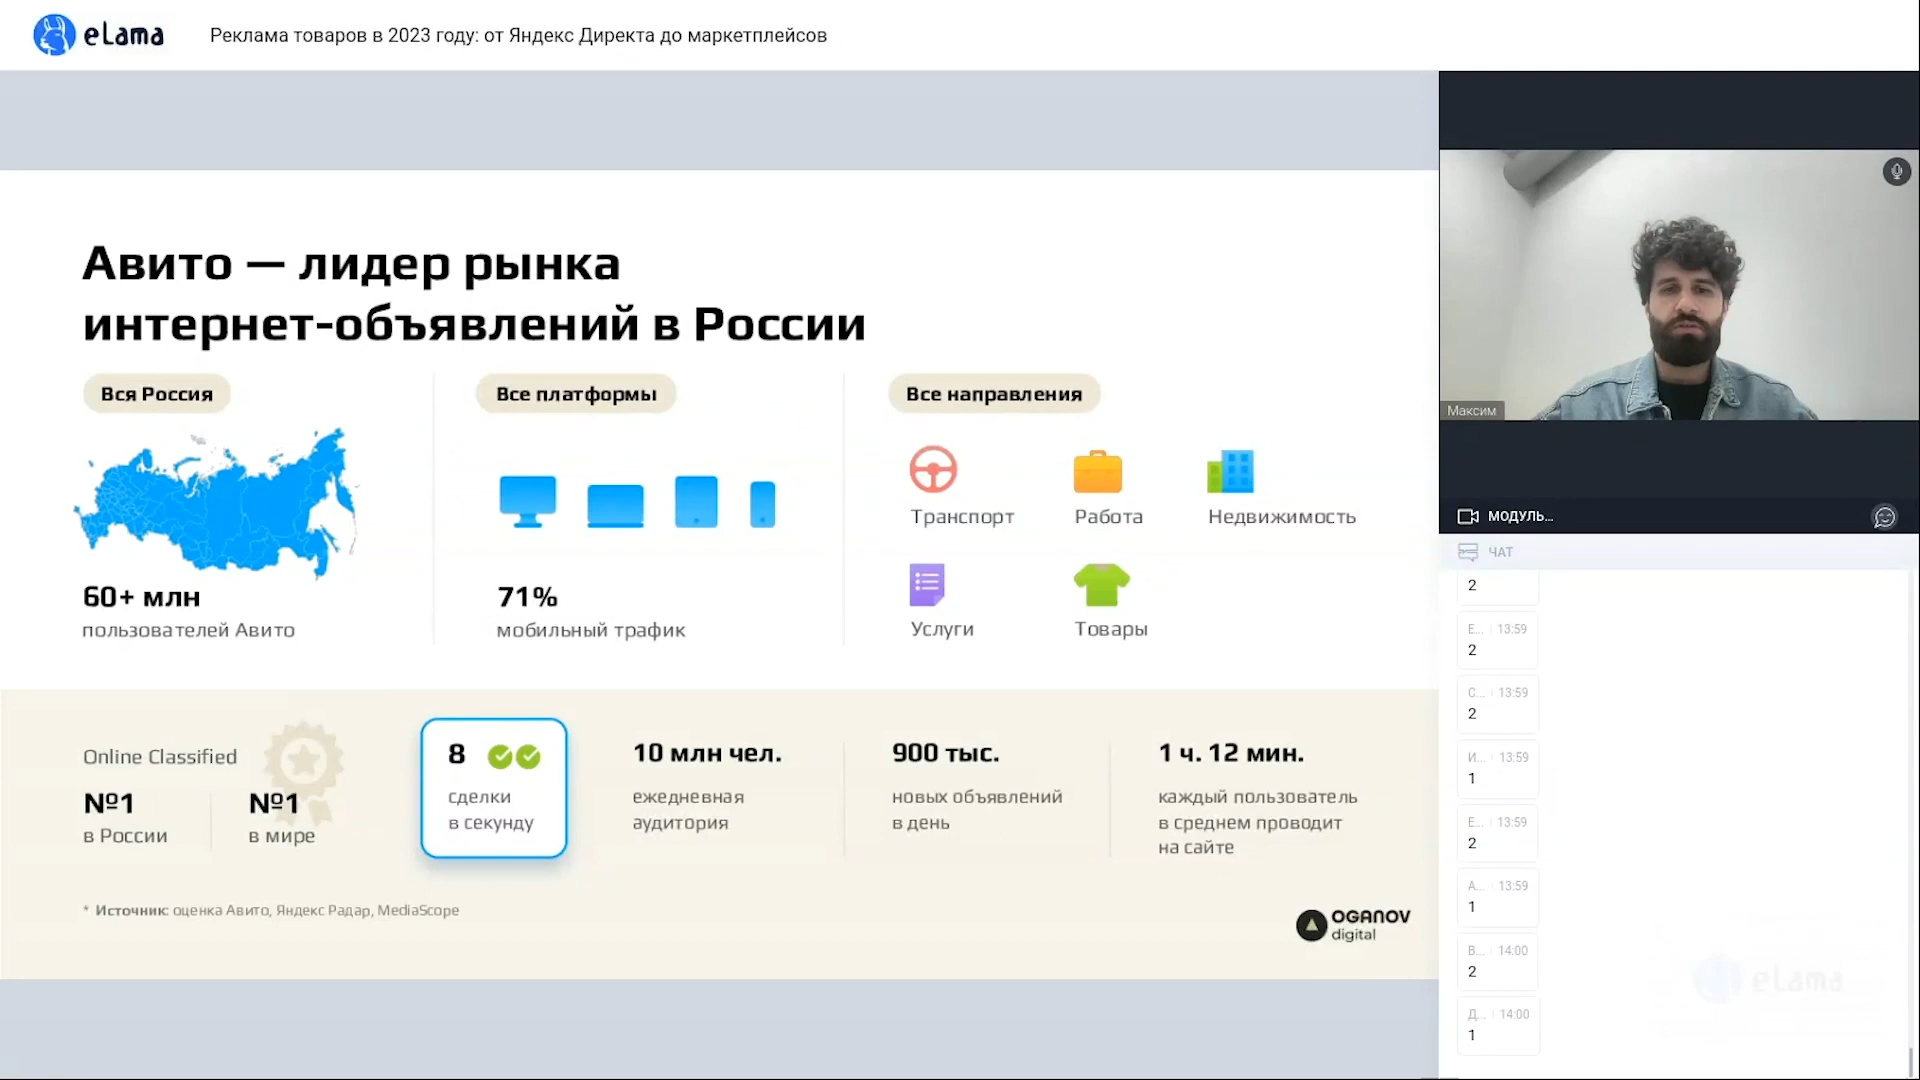 eLama
Реклама товаров в 2023 году: от Яндекс Директа до маркетплейсов
Авито — лидер рынка
интернет-объявлений в России
Вся Россия
60+ млн
пользователей Авито
Все платформы
71%
мобильный трафик
Все направления
Транспорт
Работа
Недвижимость
Услуги
Товары
Online Classified
№1
в России
№1
в мире
8
сделки
в секунду
10 млн чел.
ежедневная
аудитория
900 тыс.
новых объявлений
в день
1 ч. 12 мин.
каждый пользователь
в среднем проводит
на сайте
* Источник: оценка Авито, Яндекс Радар, MediaScope
OGANOV
digital
Максим
МОДУЛЬ...
ЧАТ
2
Е... 13:59
2
С... 13:59
2
И... 13:59
1
Е... 13:59
2
А... 13:59
1
В... 14:00
2
Д... 14:00
1
eLama